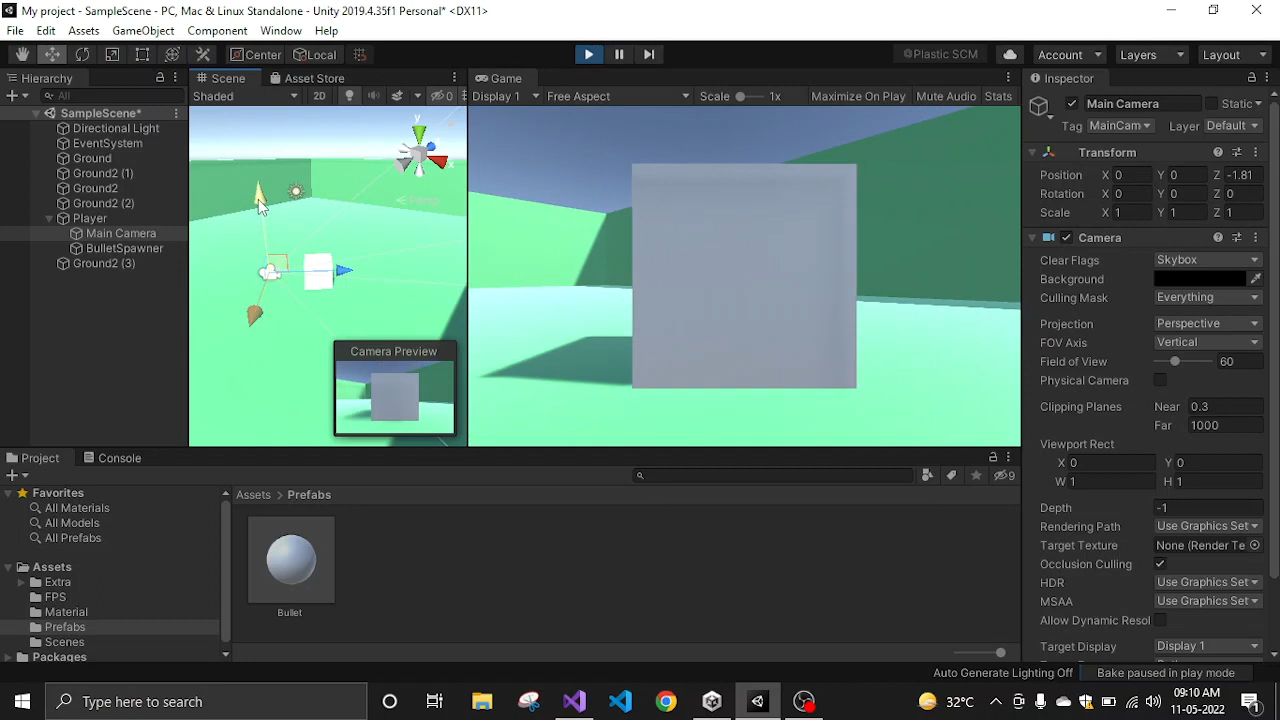 My project - SampleScene - PC, Mac & Linux Standalone - Unity 2019.4.35f1 Personal* <DX11>
File Edit Assets GameObject Component Window Help
Center Local Plastic SCM Account Layers Layout
Hierarchy Scene Asset Store Game Inspector
All Shaded 2D 0 Display 1 Free Aspect Scale 1x Maximize On Play Mute Audio Stats Main Camera Static
SampleScene*
Tag MainCam Layer Default
Directional Light
EventSystem
Ground
Ground2 (1)
Ground2
Ground2 (2)
Player
Main Camera
BulletSpawner
Ground2 (3)
y
x
Persp
Camera Preview
Transform
Position X 0 Y 0 Z -1.81
Rotation X 0 Y 0 Z 0
Scale X 1 Y 1 Z 1
Camera
Clear Flags Skybox
Background
Culling Mask Everything
Projection Perspective
FOV Axis Vertical
Field of View 60
Physical Camera
Clipping Planes Near 0.3
Far 1000
Viewport Rect
X 0 Y 0
W 1 H 1
Depth -1
Rendering Path Use Graphics Set
Target Texture None (Render Te
Occlusion Culling
HDR Use Graphics Set
MSAA Use Graphics Set
Allow Dynamic Resol
Target Display Display 1
Project Console
9
Favorites
All Materials
All Models
All Prefabs
Assets
Extra
FPS
Material
Prefabs
Scenes
Packages
Assets > Prefabs
Bullet
Auto Generate Lighting Off Bake paused in play mode
Type here to search
32°C
09:10 AM
11-05-2022
1